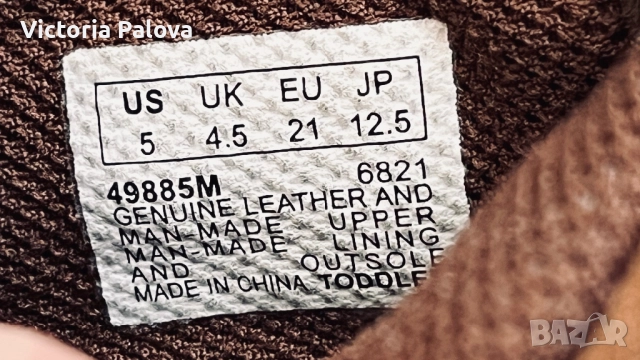 Victoria Palova
US UK EU JP
5 4.5 21 12.5
49885M 6821
GENUINE LEATHER AND
MAN-MADE UPPER
MAN-MADE LINING
AND OUTSOLE
MADE IN CHINA TODDLE
BAZAR